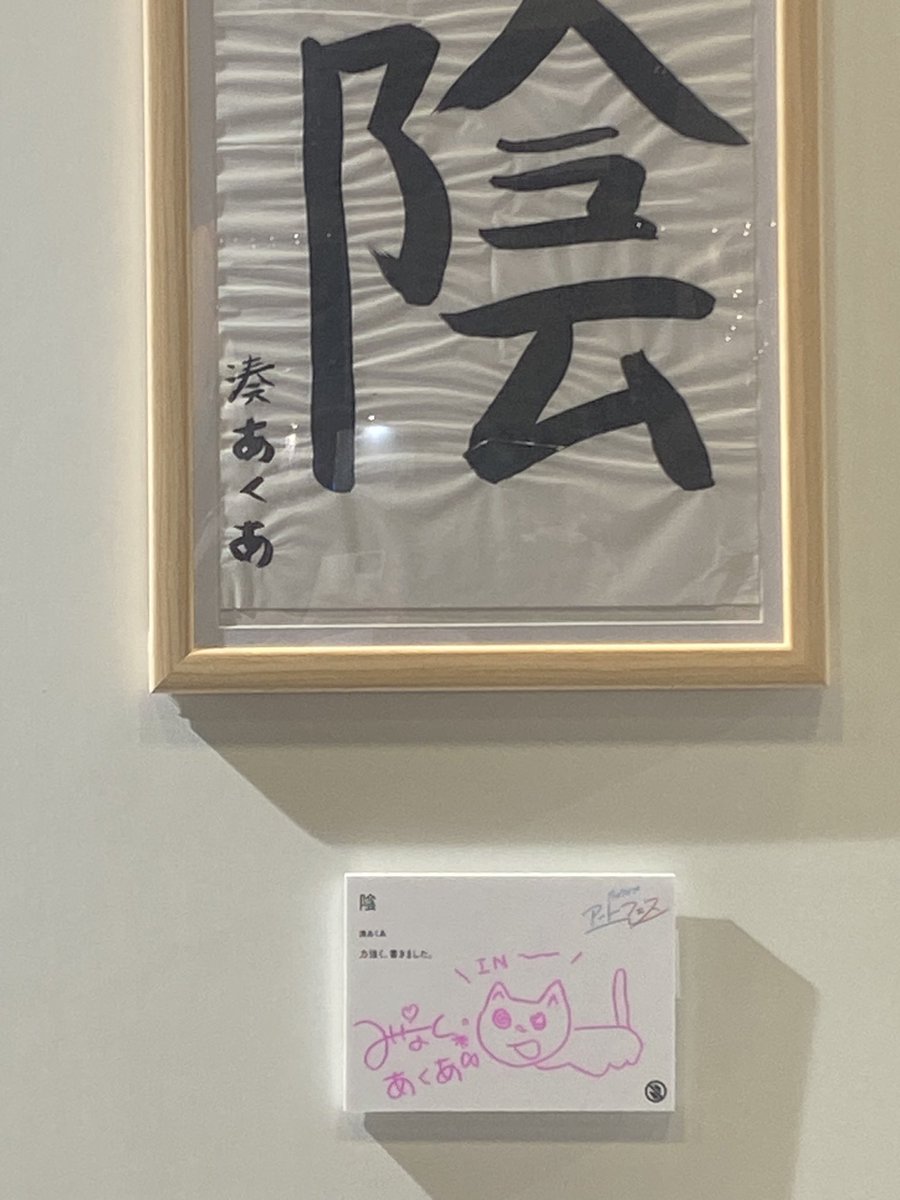 陰
湊あくあ
陰
湊あくあ
力強く、書きました。
アートフェス
IN
みなと
あくあ